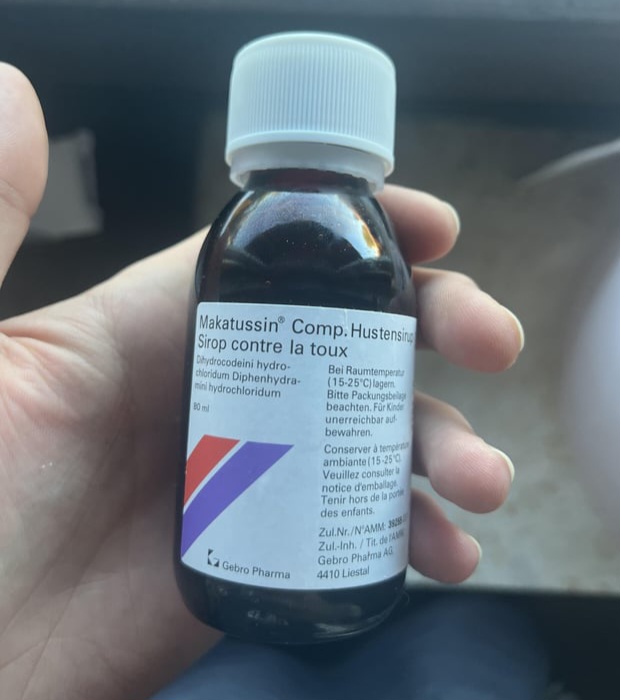 Makatussin® Comp. Hustensirup
Sirop contre la toux
Dihydrocodeini hydro-
chloridum Diphenhydra-
mini hydrochloridum
80 ml
Bei Raumtemperatur
(15-25°C) lagern.
Bitte Packungsbeilage
beachten. Für Kinder
unerreichbar auf-
bewahren.
Conserver à température
ambiante (15-25°C).
Veuillez consulter la
notice d'emballage.
Tenir hors de la portée
des enfants.
Zul.Nr./N°AMM:
Zul.-Inh. / Tit. de l'AMM:
Gebro Pharma AG,
4410 Liestal
Gebro Pharma